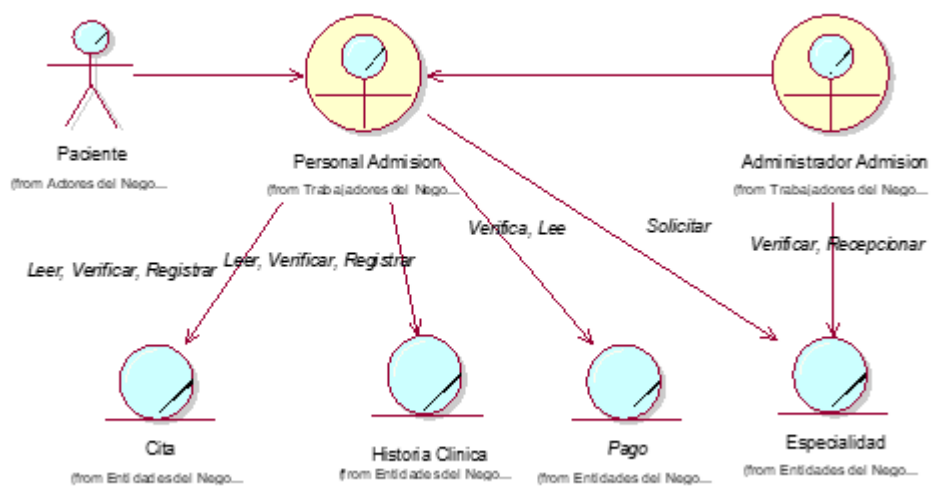 Paciente
(from Actores del Nego....
Personal Admision
(from Trabajadores del Nego....
Administrador Admision
(from Trabajadores del Nego....
Verifica, Lee
Solicitar
Verificar, Recepcionar
Leer, Verificar, Registrar
Leer, Verificar, Registrar
Cita
(from Entidades del Nego....
Historia Clinica
(from Entidades del Nego....
Pago
(from Entidades del Nego....
Especialidad
(from Entidades del Nego....